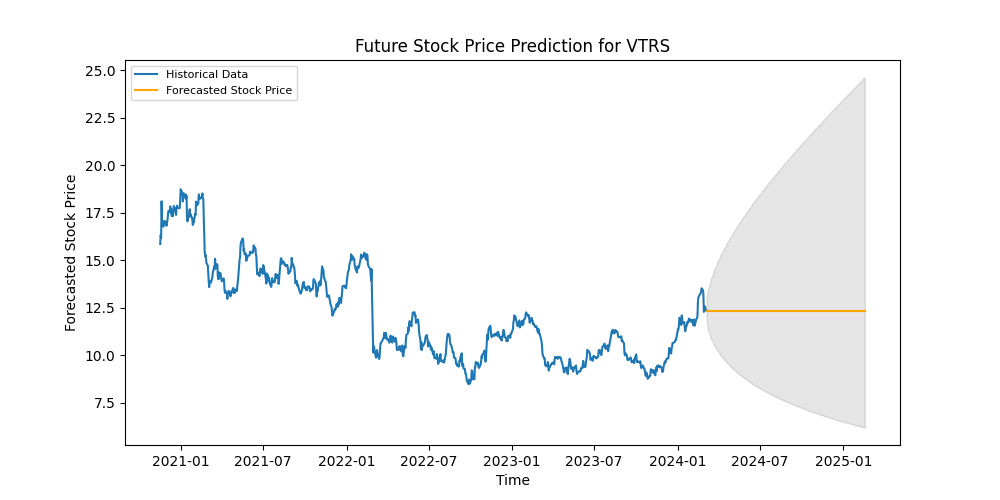 Future Stock Price Prediction for VTRS
Historical Data
Forecasted Stock Price
Forecasted Stock Price
25.0
22.5
20.0
17.5
15.0
12.5
10.0
7.5
2021-01 2021-07 2022-01 2022-07 2023-01 2023-07 2024-01 2024-07 2025-01
Time